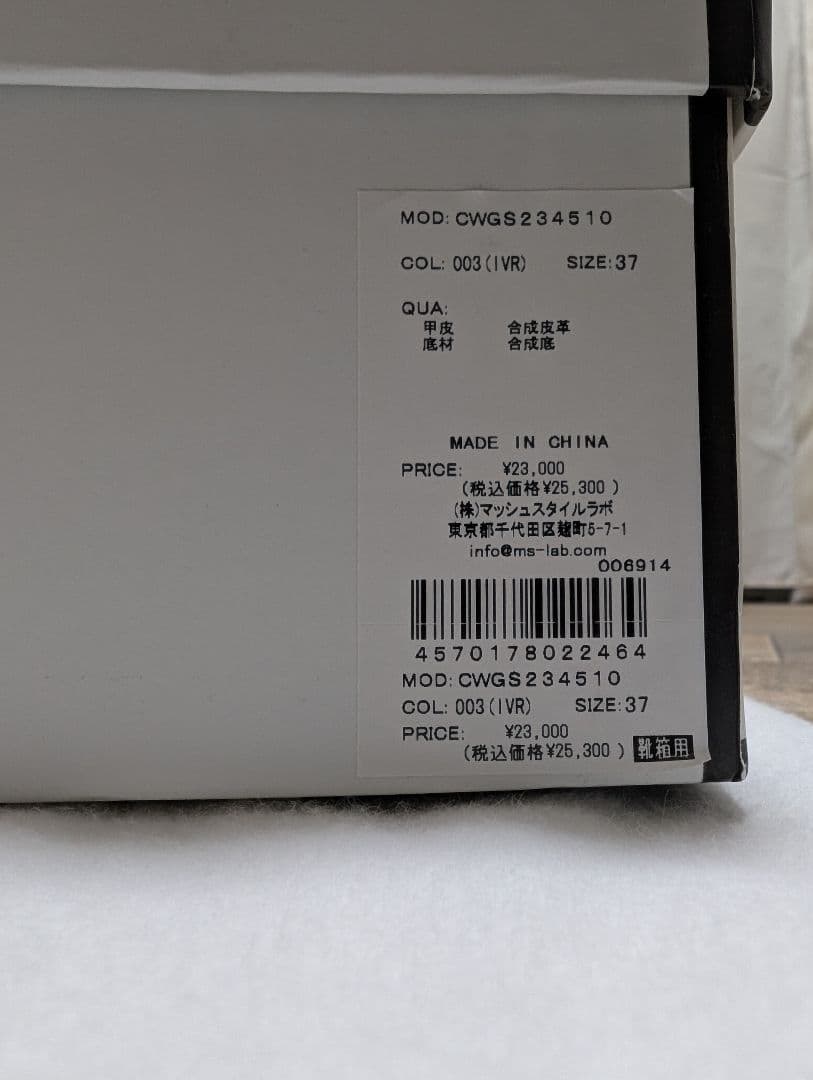 MOD: CWGS234510
COL: 003(IVR) SIZE:37
QUA:
甲皮 合成皮革
底材 合成底
MADE IN CHINA
PRICE: ¥23,000
(税込価格¥25,300 )
(株)マッシュスタイルラボ
東京都千代田区麹町5-7-1
info@ms-lab.com
006914
4570178022464
MOD: CWGS234510
COL: 003(IVR) SIZE:37
PRICE: ¥23,000
(税込価格¥25,300 ) 靴箱用